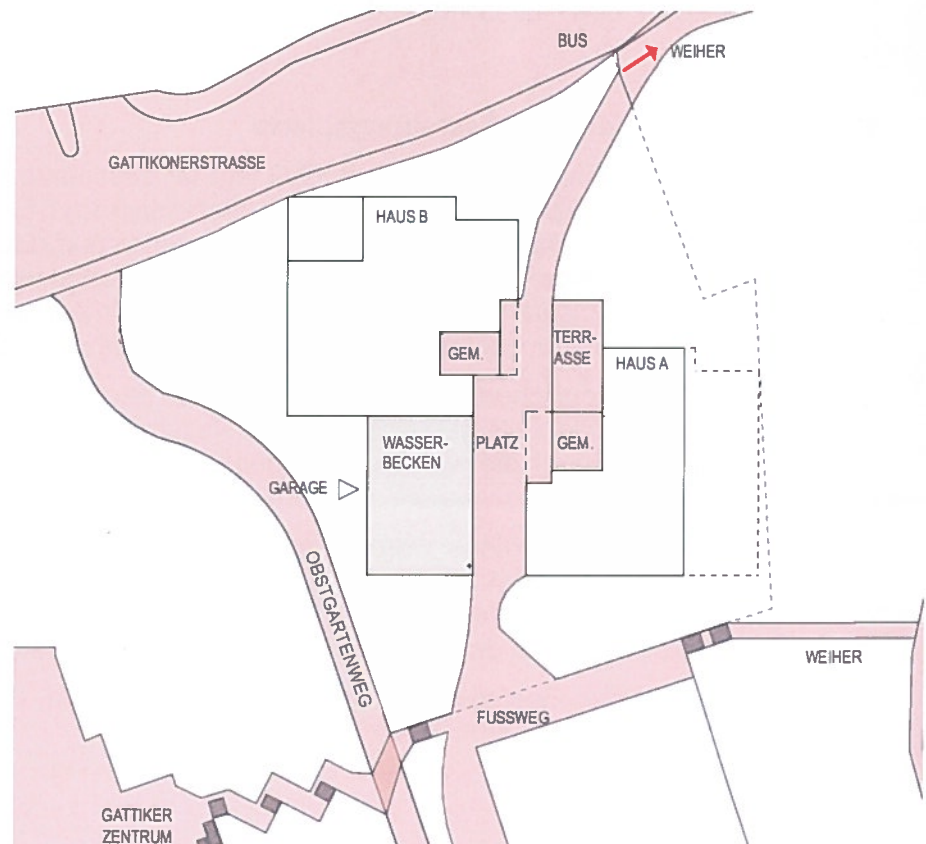 BUS
WEIHER
GATTIKONERSTRASSE
HAUS B
TERR-
ASSE
GEM.
HAUS A
WASSER-
BECKEN
PLATZ
GEM.
GARAGE
OBSTGARTENWEG
WEIHER
FUSSWEG
GATTIKER
ZENTRUM